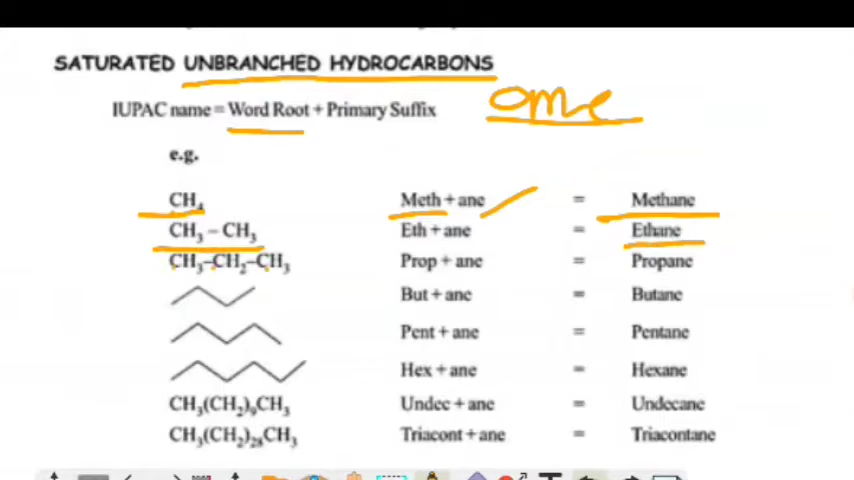 SATURATED UNBRANCHED HYDROCARBONS
IUPAC name = Word Root + Primary Suffix
e.g.
CH₄ Meth + ane = Methane
CH₃ – CH₃ Eth + ane = Ethane
CH₃–CH₂–CH₃ Prop + ane = Propane
But + ane = Butane
Pent + ane = Pentane
Hex + ane = Hexane
CH₃(CH₂)₉CH₃ Undec + ane = Undecane
CH₃(CH₂)₂₈CH₃ Triacont + ane = Triacontane